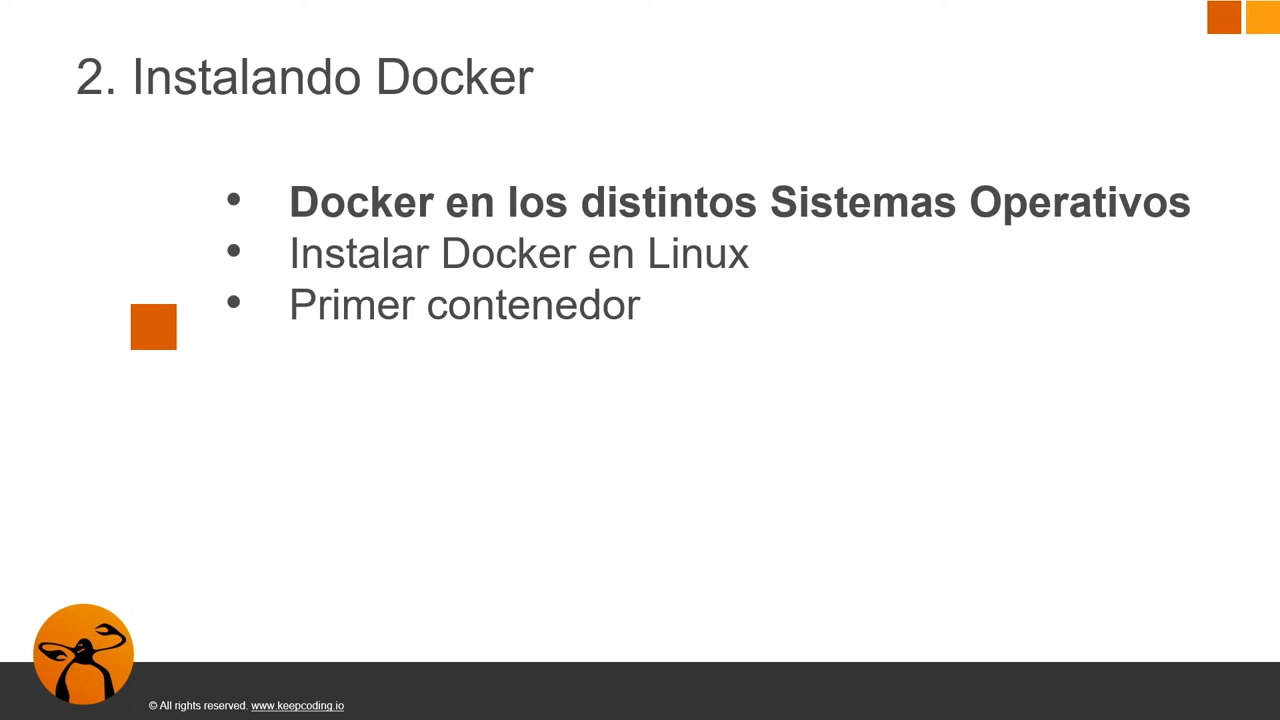 2. Instalando Docker
• Docker en los distintos Sistemas Operativos
• Instalar Docker en Linux
• Primer contenedor
© All rights reserved. www.keepcoding.io